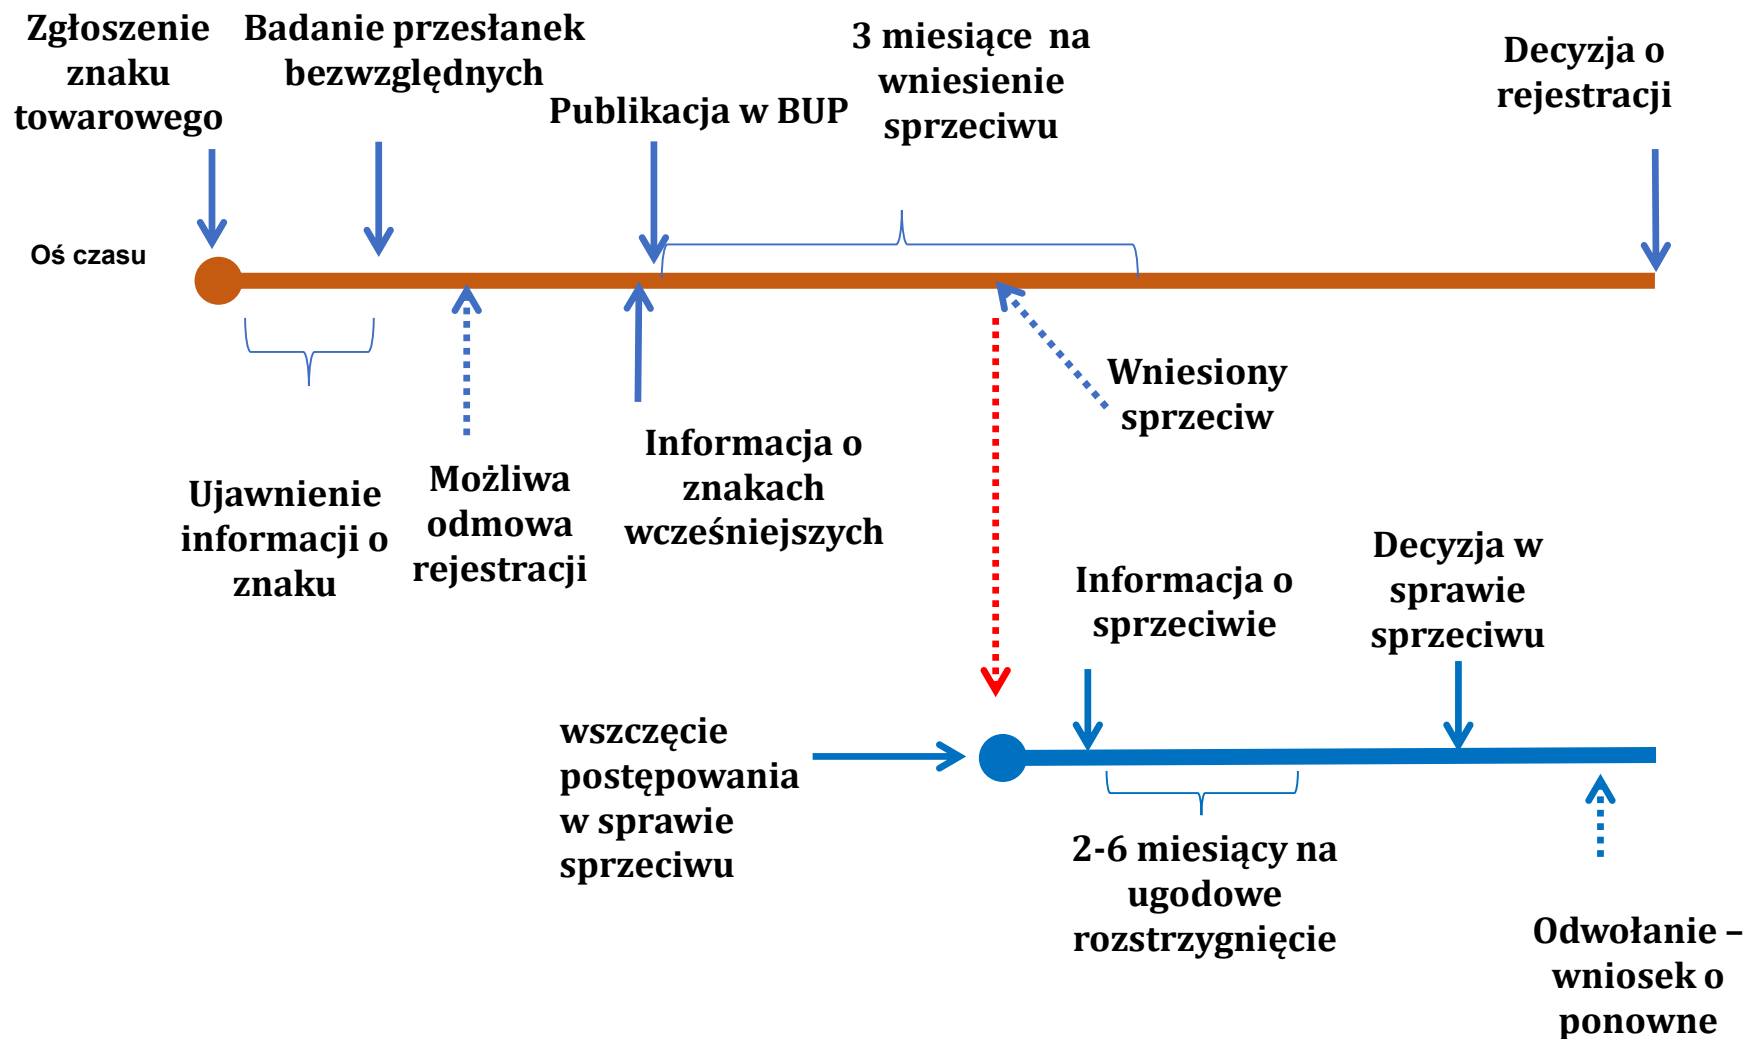 Zgłoszenie
znaku
towarowego
Badanie przesłanek
bezwzględnych
Publikacja w BUP
3 miesiące na
wniesienie
sprzeciwu
Decyzja o
rejestracji
Oś czasu
Ujawnienie
informacji o
znaku
Możliwa
odmowa
rejestracji
Informacja o
znakach
wcześniejszych
Wniesiony
sprzeciw
wszczęcie
postępowania
w sprawie
sprzeciwu
Informacja o
sprzeciwie
Decyzja w
sprawie
sprzeciwu
2-6 miesiący na
ugodowe
rozstrzygnięcie
Odwołanie –
wniosek o
ponowne